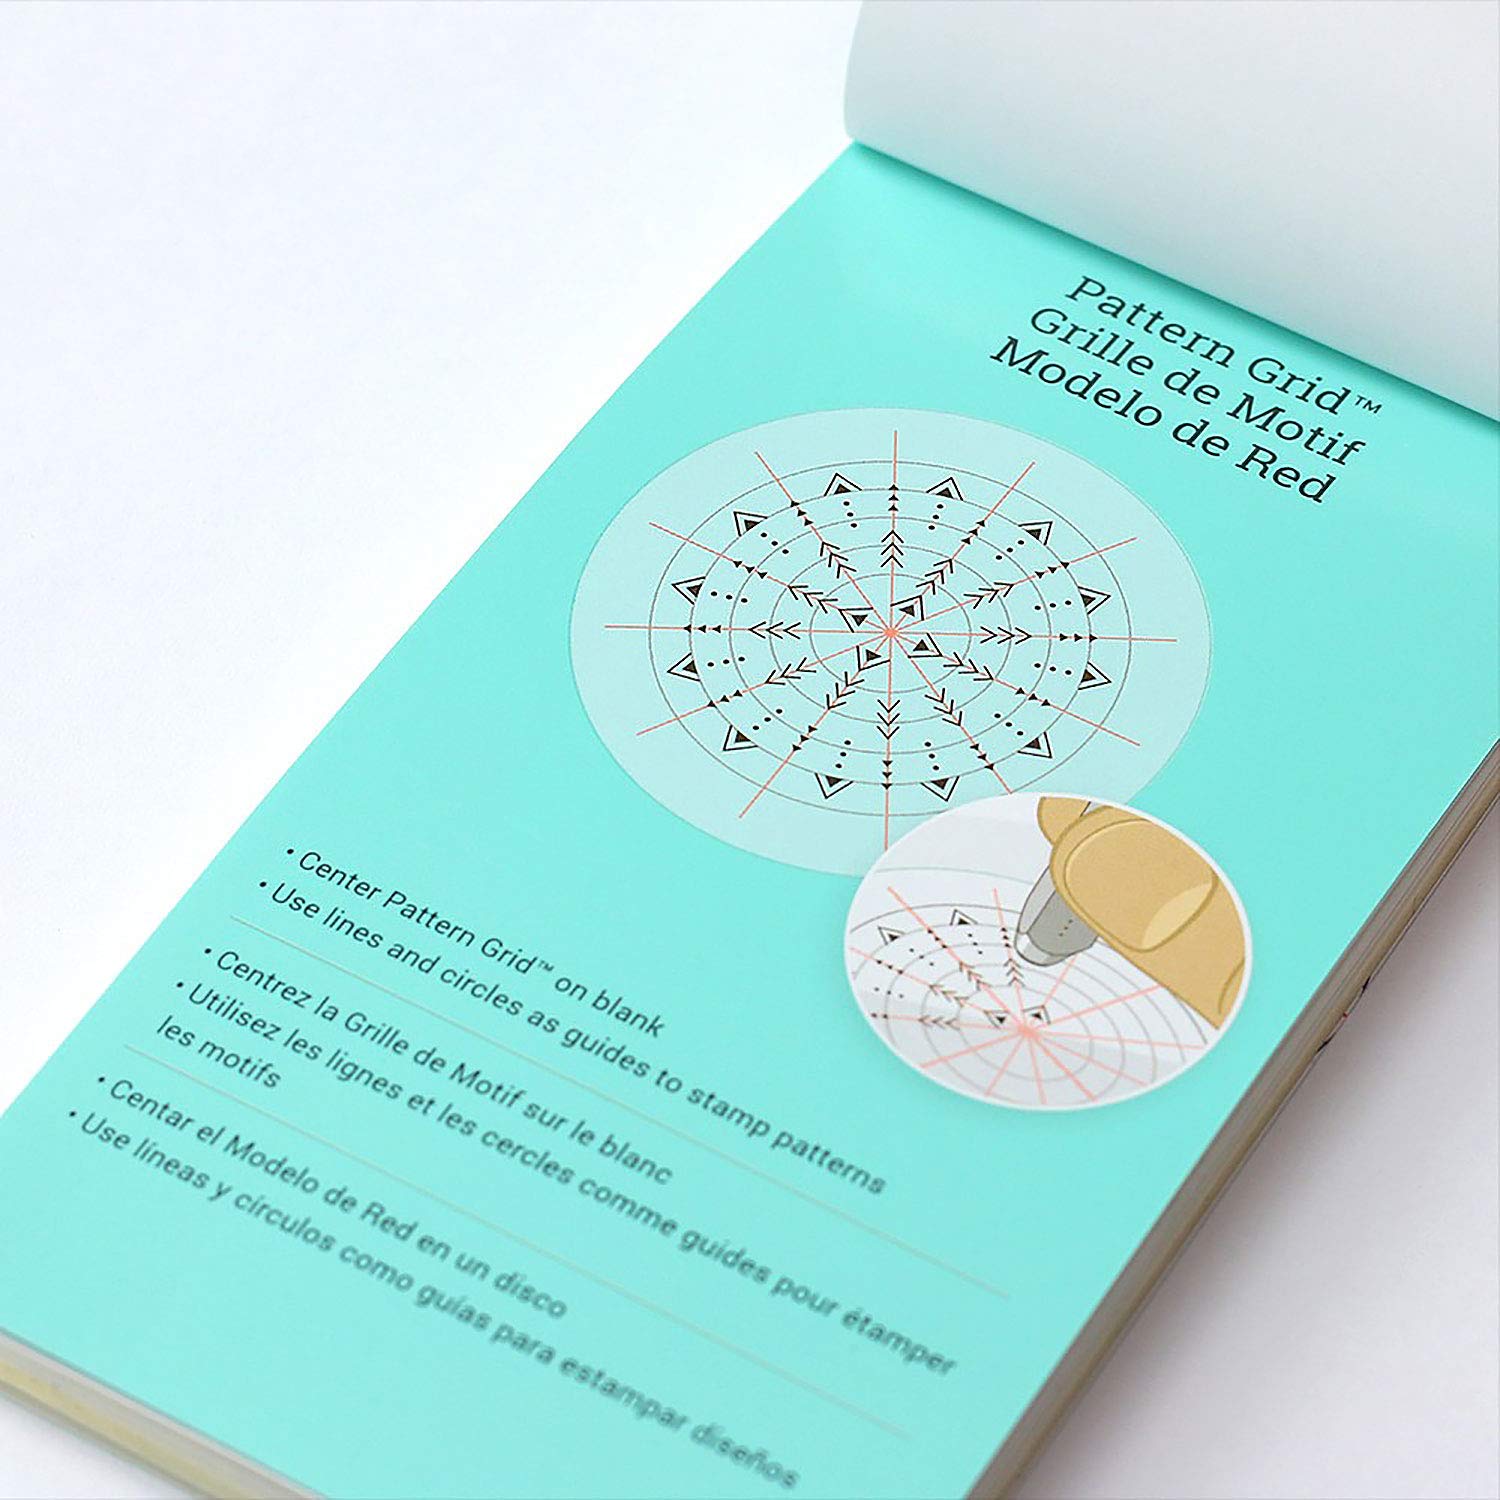 Pattern Grid™
Grille de Motif
Modelo de Red
• Center Pattern Grid™ on blank
• Use lines and circles as guides to stamp patterns
• Centrez la Grille de Motif sur le blanc
• Utilisez les lignes et les cercles comme guides pour étamper
les motifs
• Centar el Modelo de Red en un disco
• Use líneas y círculos como guías para estampar diseños